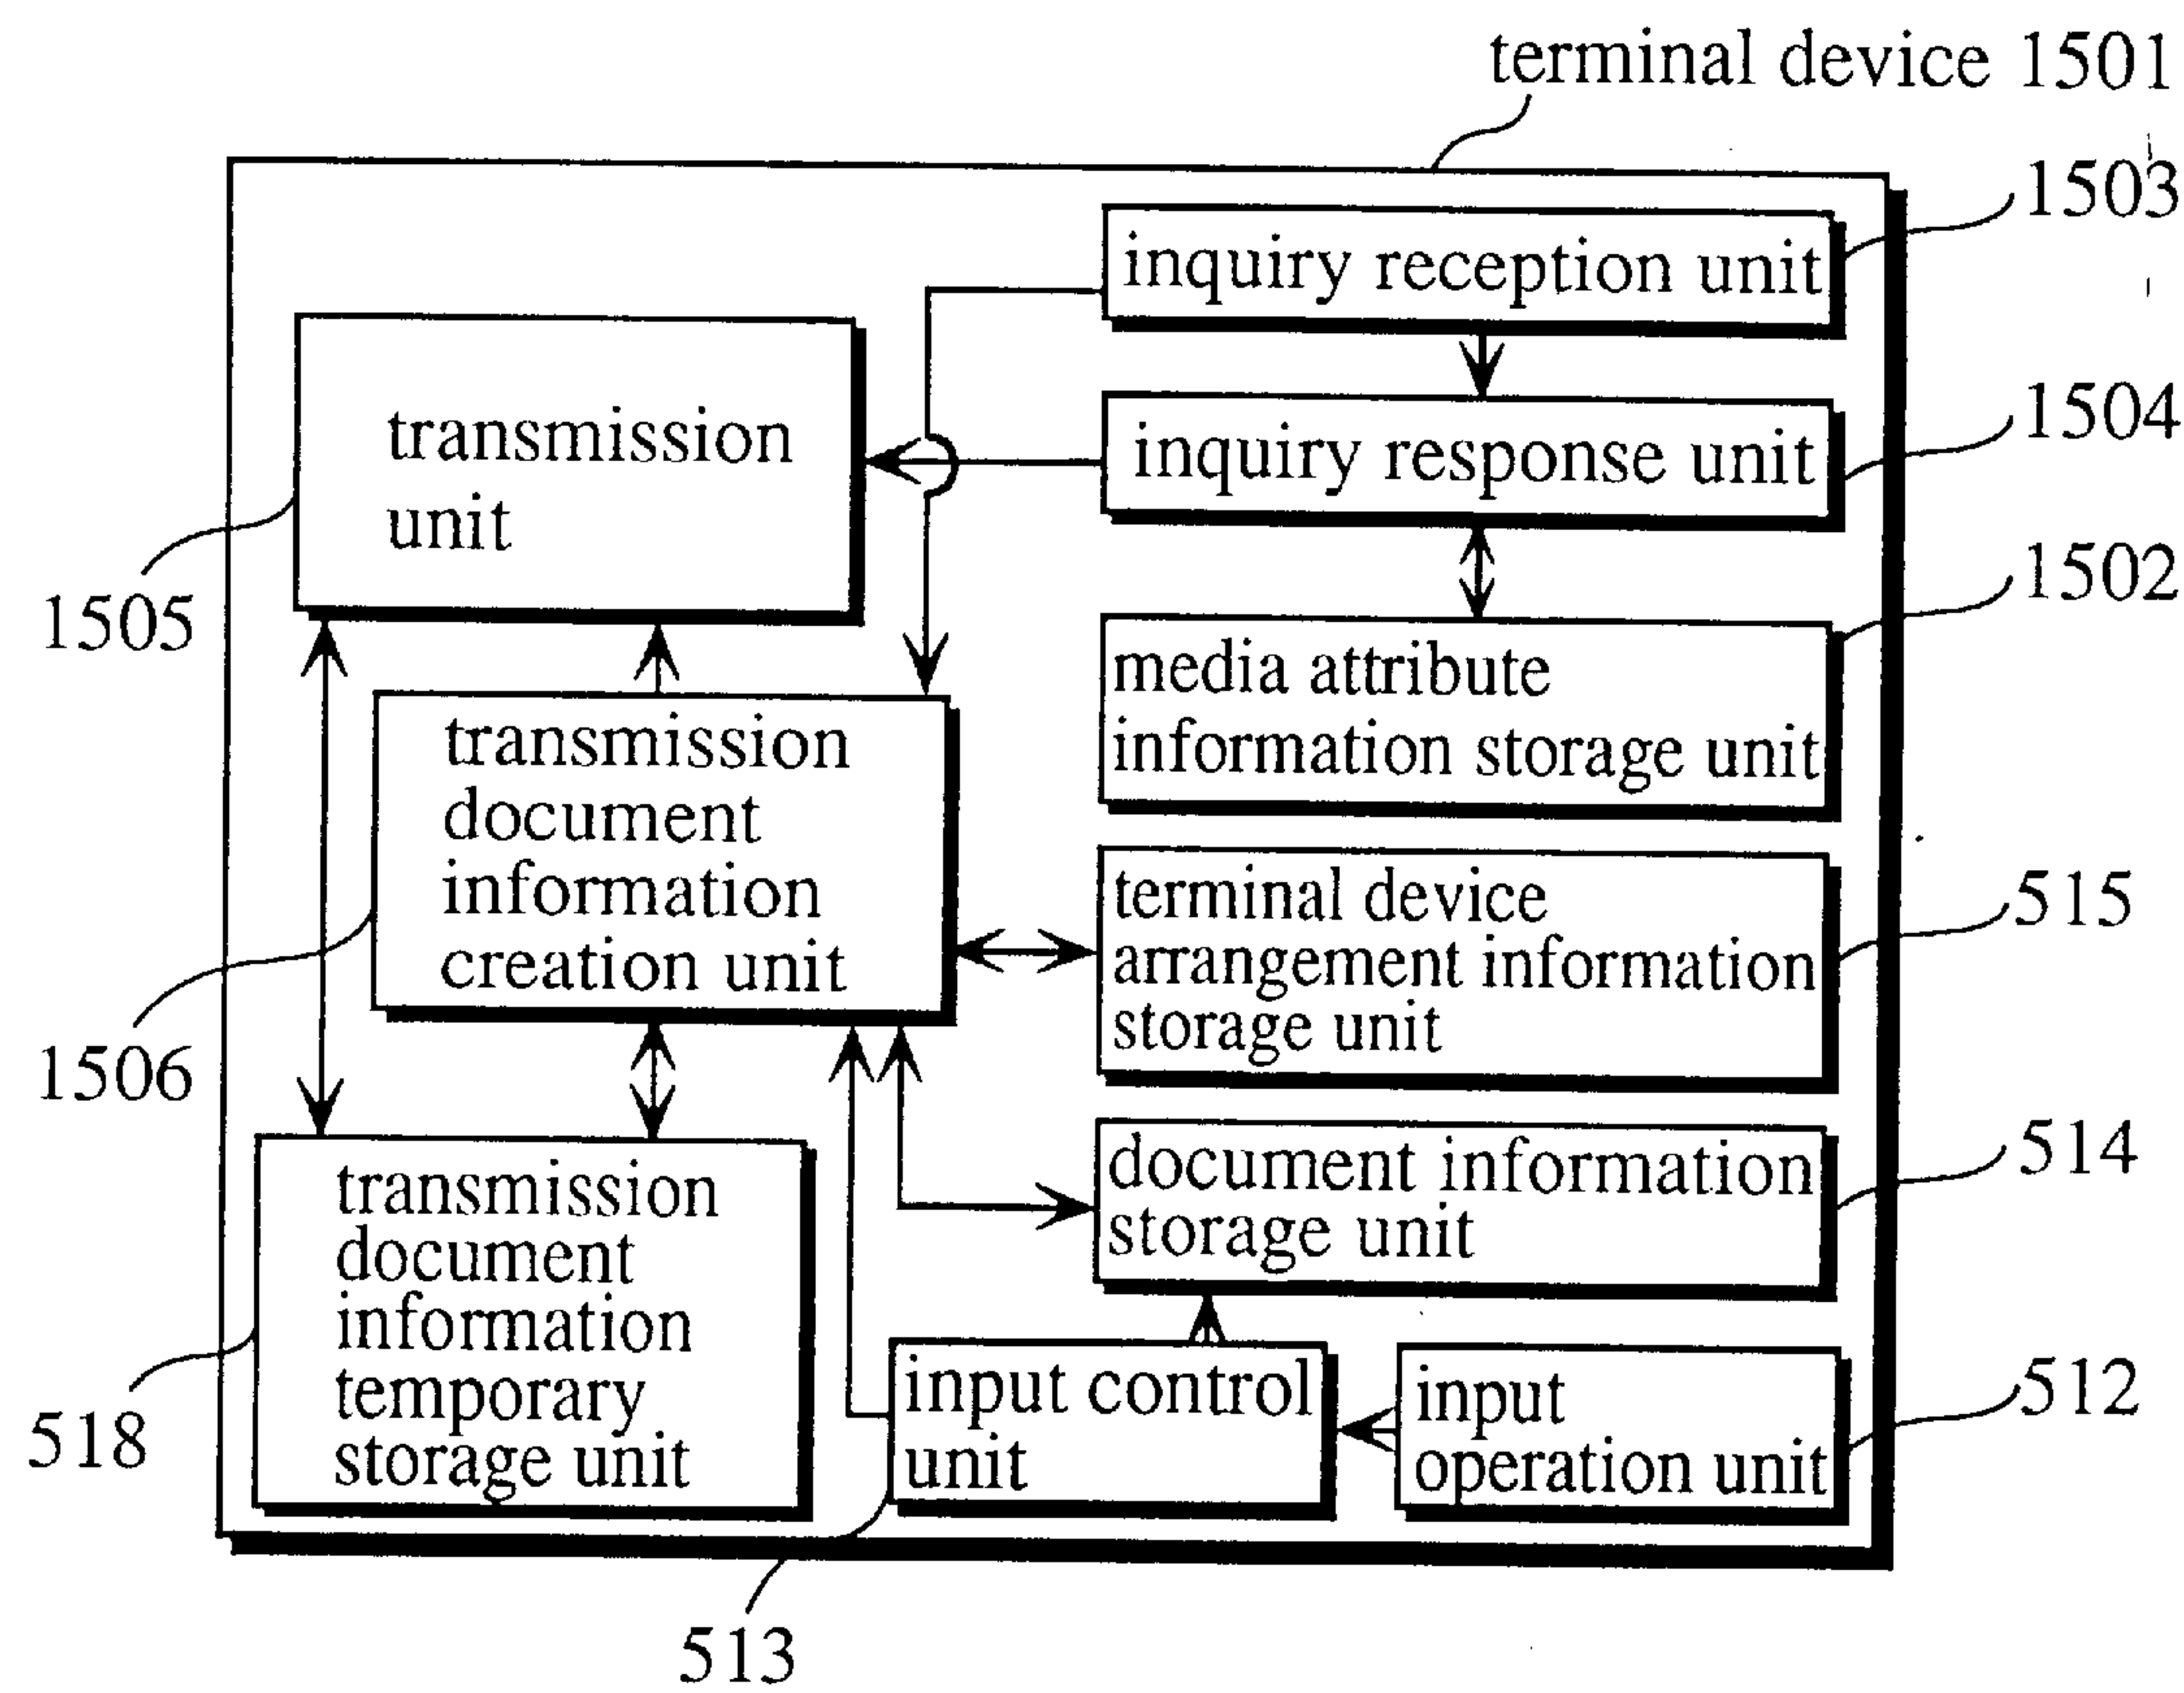 terminal device 1501
1503
inquiry reception unit
1504
inquiry response unit
transmission
unit
1505
1502
media attribute
information storage unit
transmission
document
information
creation unit
1506
515
terminal device
arrangement information
storage unit
514
document information
storage unit
transmission
document
information
temporary
storage unit
518
input control
unit
513
input
operation unit
512